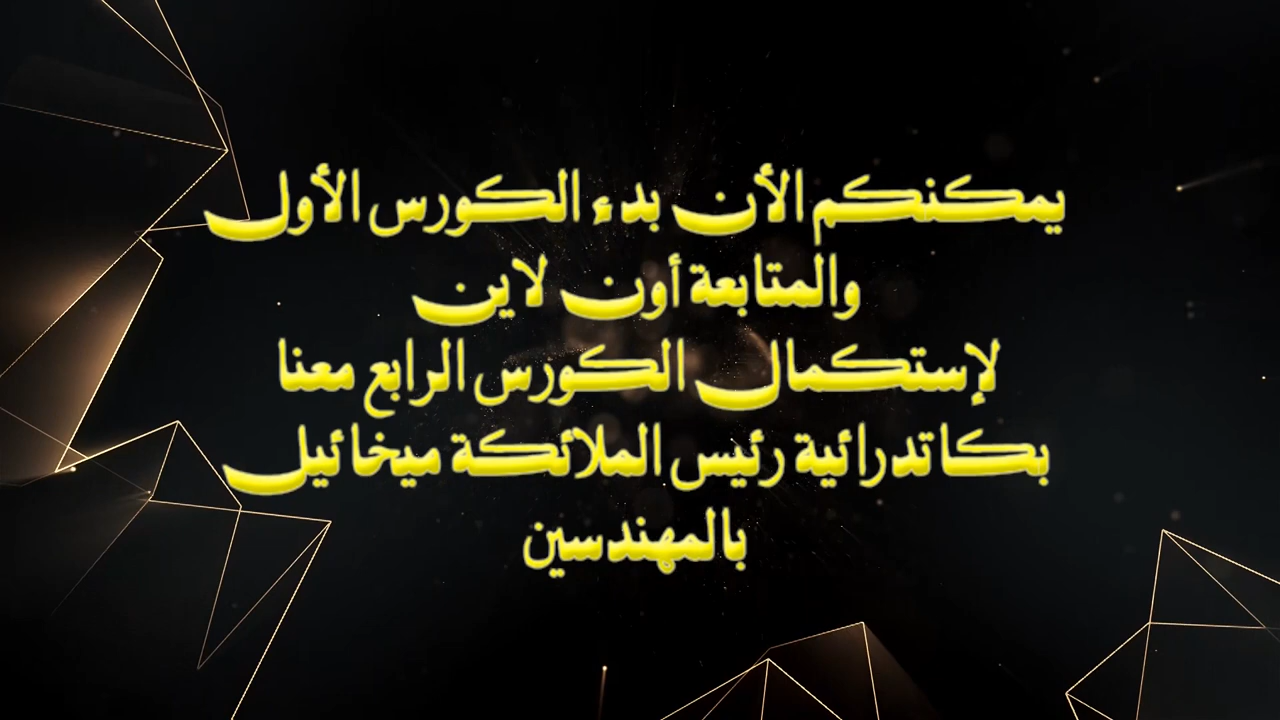 يمكنكم الأن بدء الكورس الأول
والمتابعة أون لاين
لإستكمال الكورس الرابع معنا
بكاتدرائية رئيس الملائكة ميخائيل
بالمهندسين